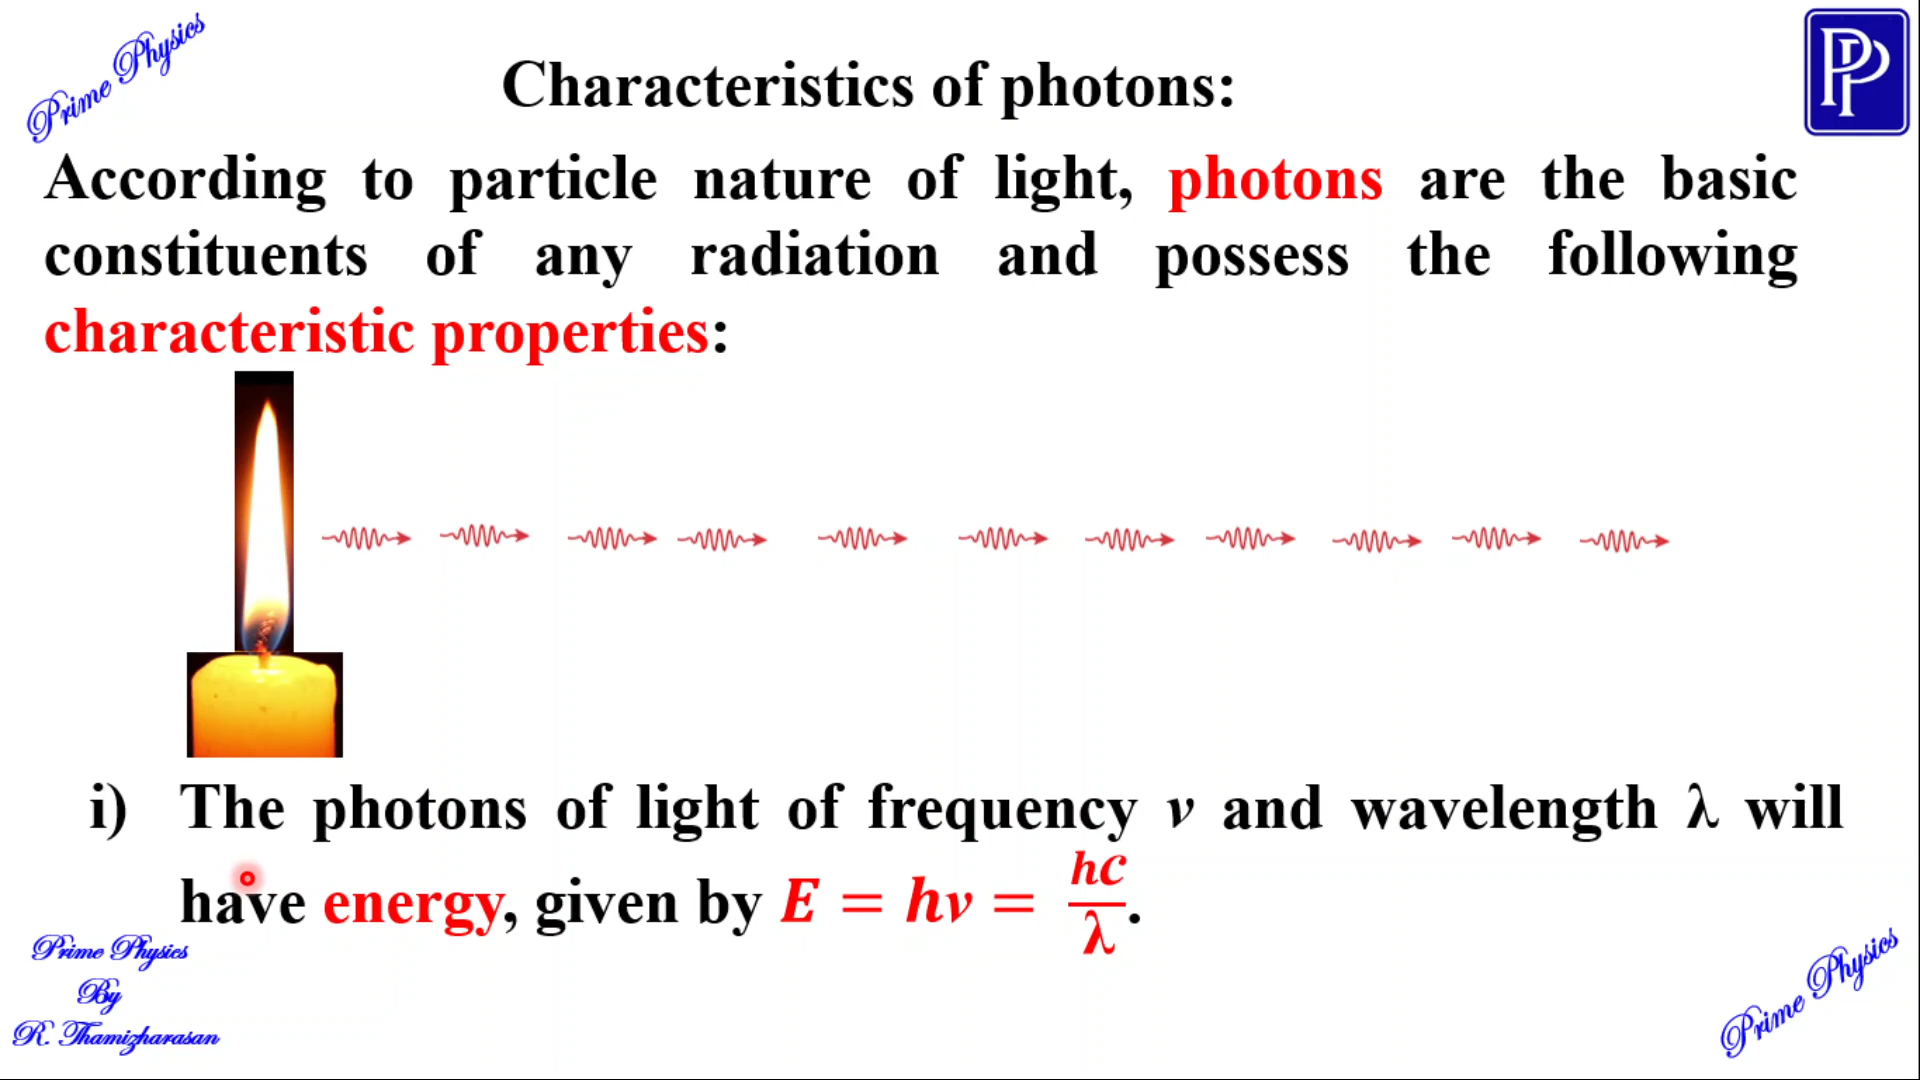 Prime Physics
Characteristics of photons:
PP
According to particle nature of light, photons are the basic
constituents of any radiation and possess the following
characteristic properties:
i) The photons of light of frequency ν and wavelength λ will
have energy, given by E = hν = hc/λ.
Prime Physics
By
R. Thamizharasan
Prime Physics